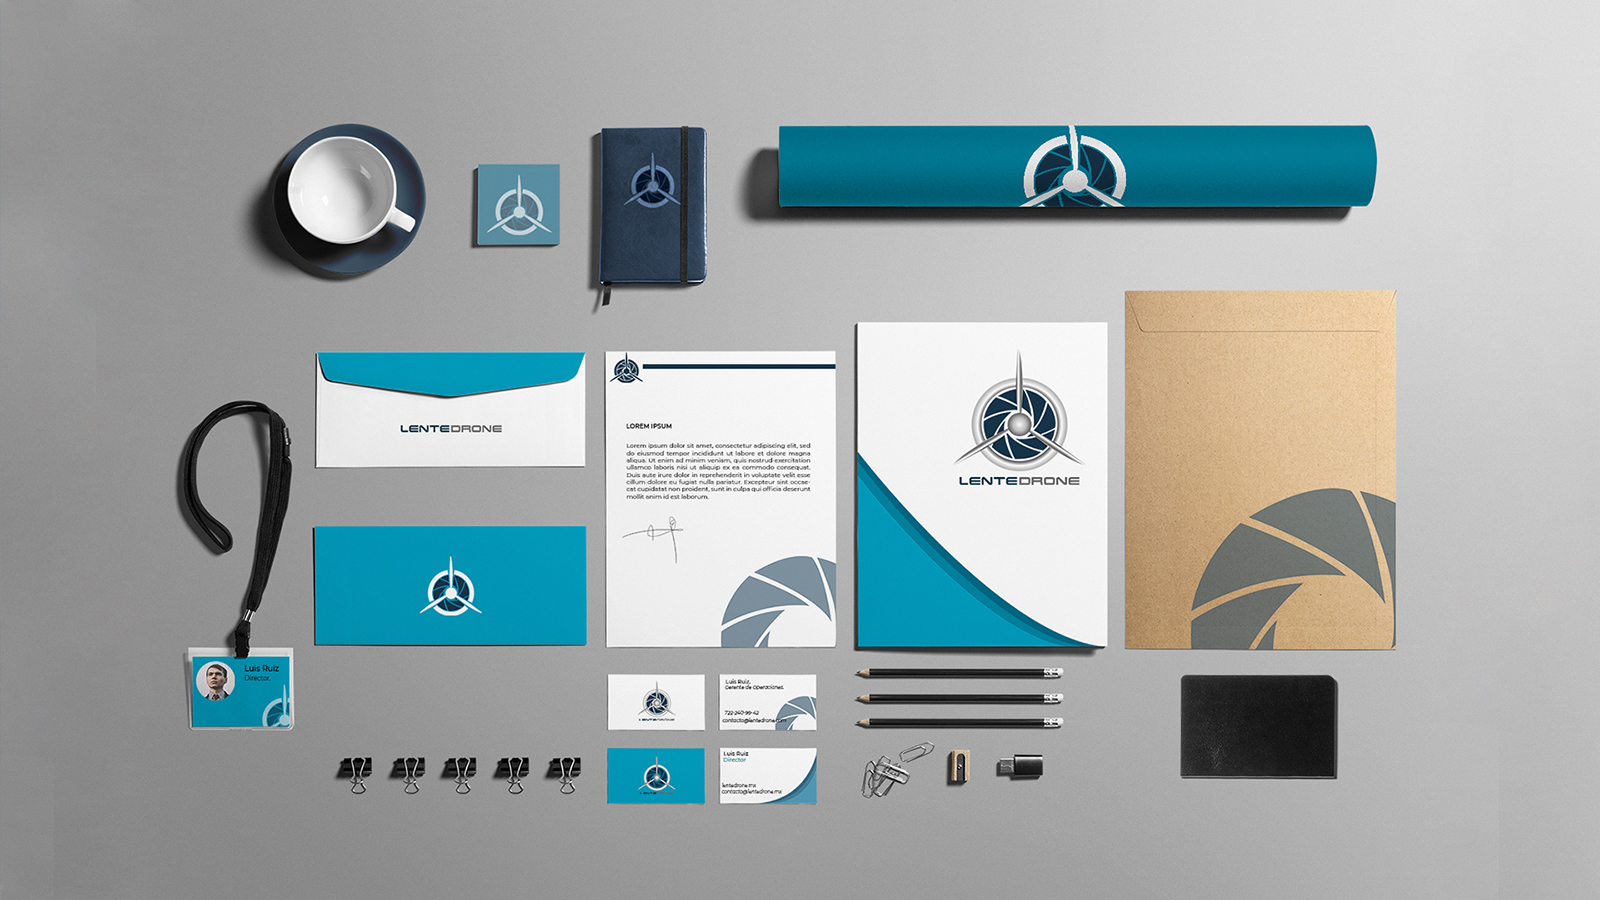 LENTEDRONE
LOREM IPSUM
Lorem ipsum dolor sit amet, consectetur adipiscing elit, sed
do eiusmod tempor incididunt ut labore et dolore magna
aliqua. Ut enim ad minim veniam, quis nostrud exercitation
ullamco laboris nisi ut aliquip ex ea commodo consequat.
Duis aute irure dolor in reprehenderit in voluptate velit esse
cillum dolore eu fugiat nulla pariatur. Excepteur sint occae-
cat cupidatat non proident, sunt in culpa qui officia deserunt
mollit anim id est laborum.
LENTEDRONE
Luis Ruiz
Director.
LENTEDRONE
Luis Ruiz.
Gerente de Operaciones.
722-240-99-42
contacto@lentedrone.com
LENTEDRONE
Luis Ruiz
Director
lentedrone.mx
contacto@lentedrone.mx